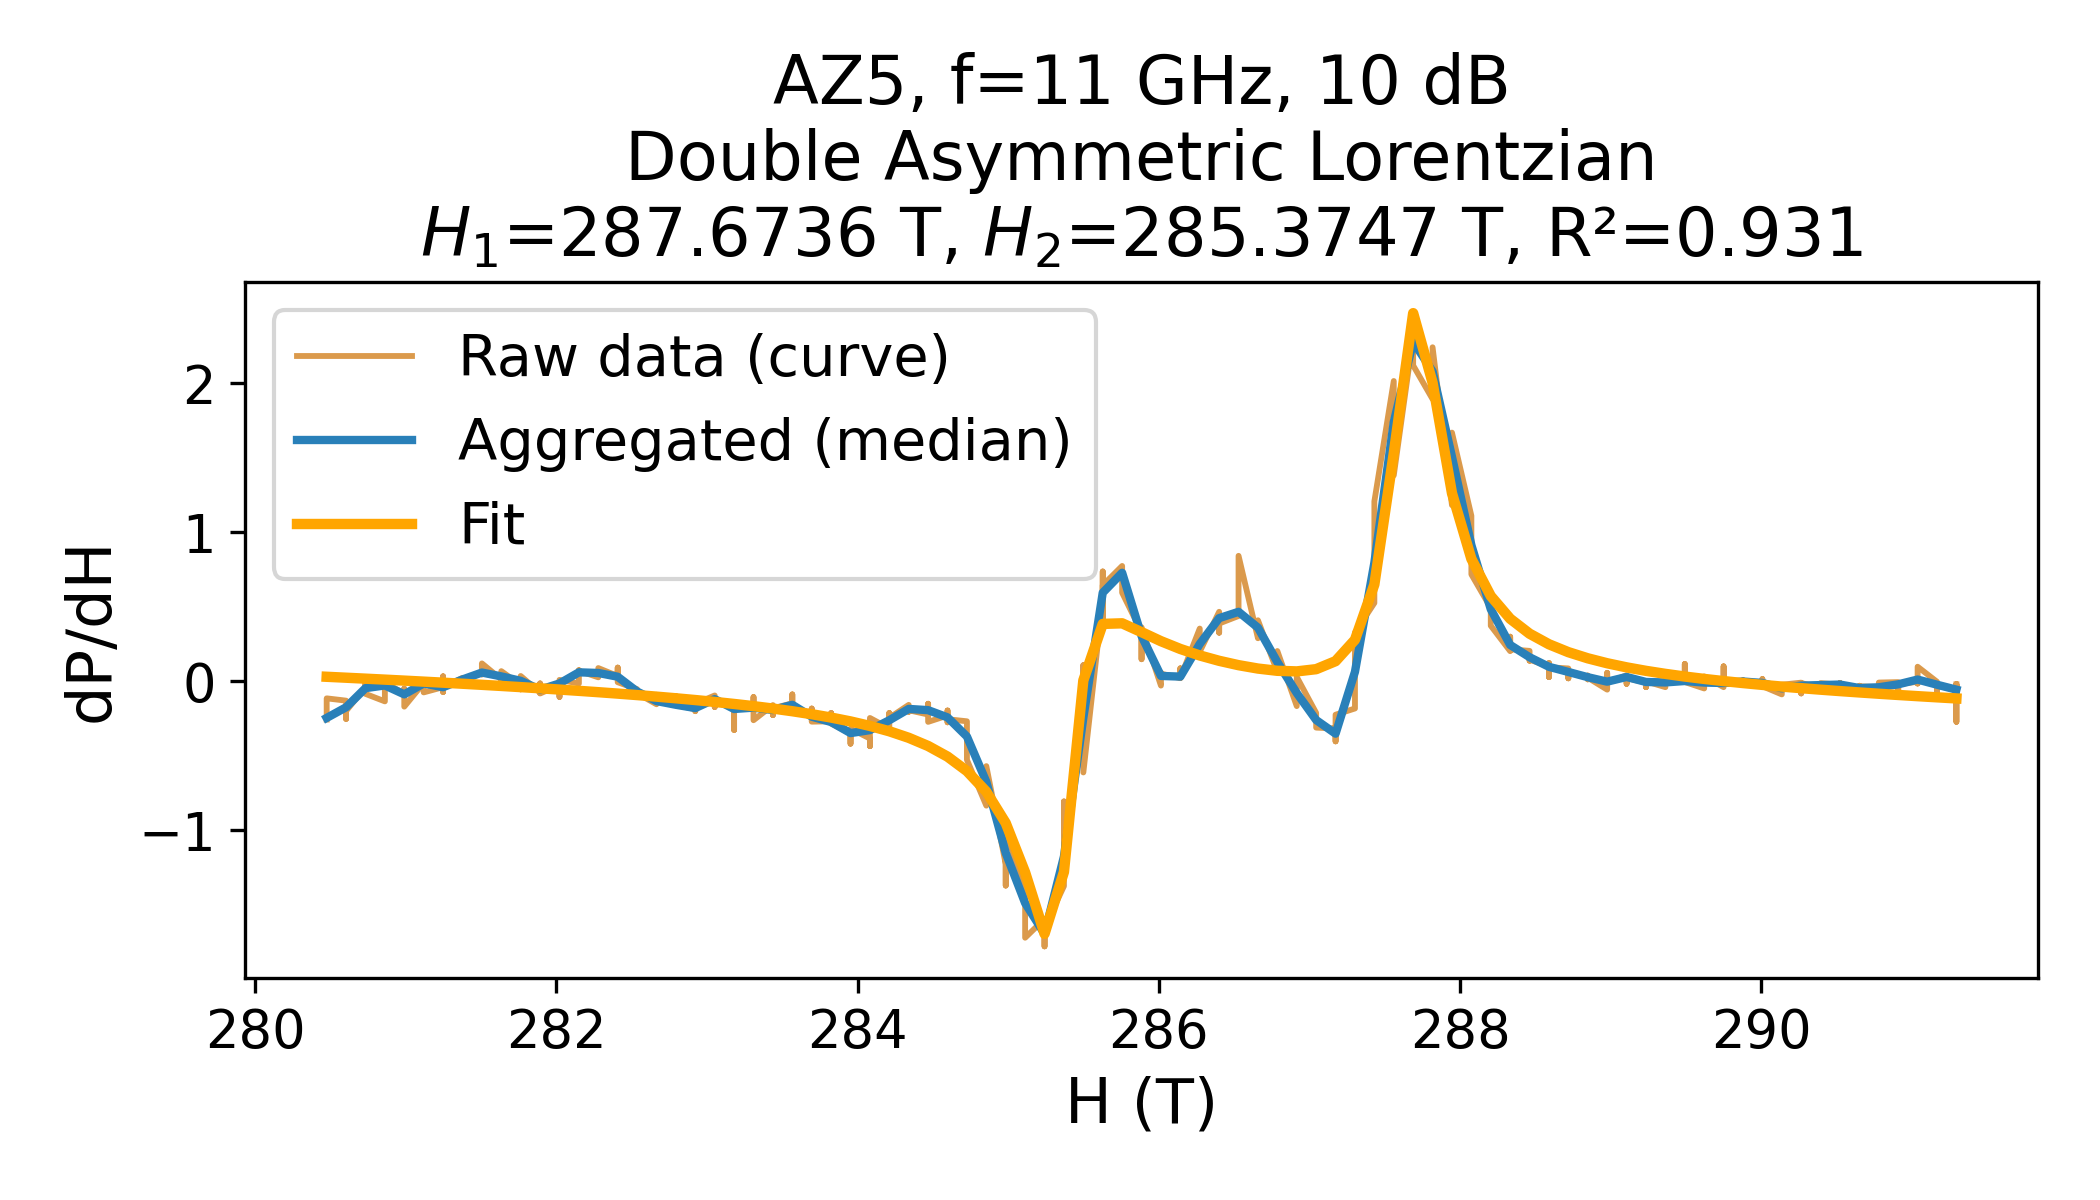 AZ5, f=11 GHz, 10 dB
Double Asymmetric Lorentzian
H₁=287.6736 T, H₂=285.3747 T, R²=0.931
Raw data (curve)
Aggregated (median)
Fit
dP/dH
2
1
0
−1
280 282 284 286 288 290
H (T)